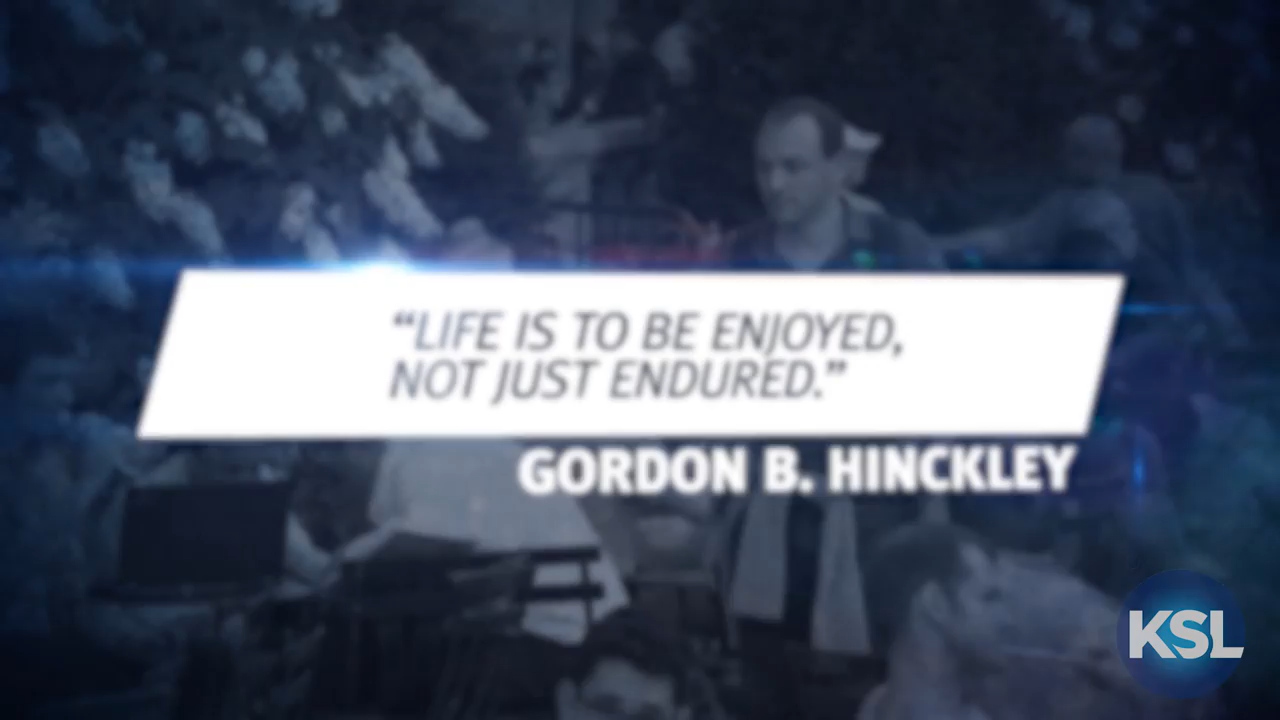 “LIFE IS TO BE ENJOYED,
NOT JUST ENDURED.”
GORDON B. HINCKLEY
KSL